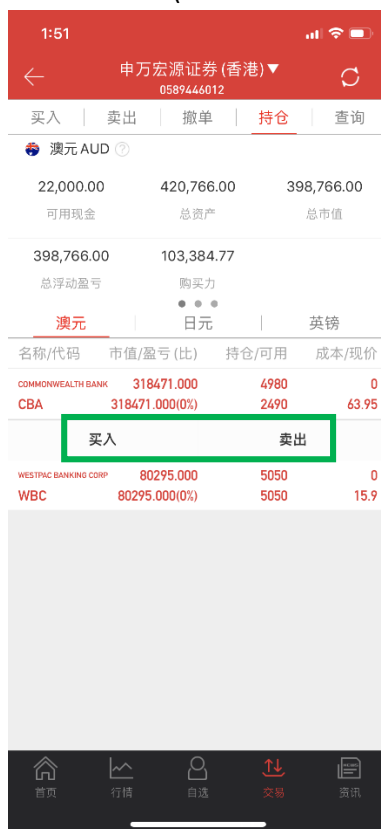 1:51
申万宏源证券(香港)▼
0589446012
买入 卖出 撤单 持仓 查询
澳元 AUD ?
22,000.00 420,766.00 398,766.00
可用现金 总资产 总市值
398,766.00 103,384.77
总浮动盈亏 购买力
澳元 日元 英镑
名称/代码 市值/盈亏(比) 持仓/可用 成本/现价
COMMONWEALTH BANK 318471.000 4980 0
CBA 318471.000(0%) 2490 63.95
买入 卖出
WESTPAC BANKING CORP 80295.000 5050 0
WBC 80295.000(0%) 5050 15.9
首页 行情 自选 交易 资讯